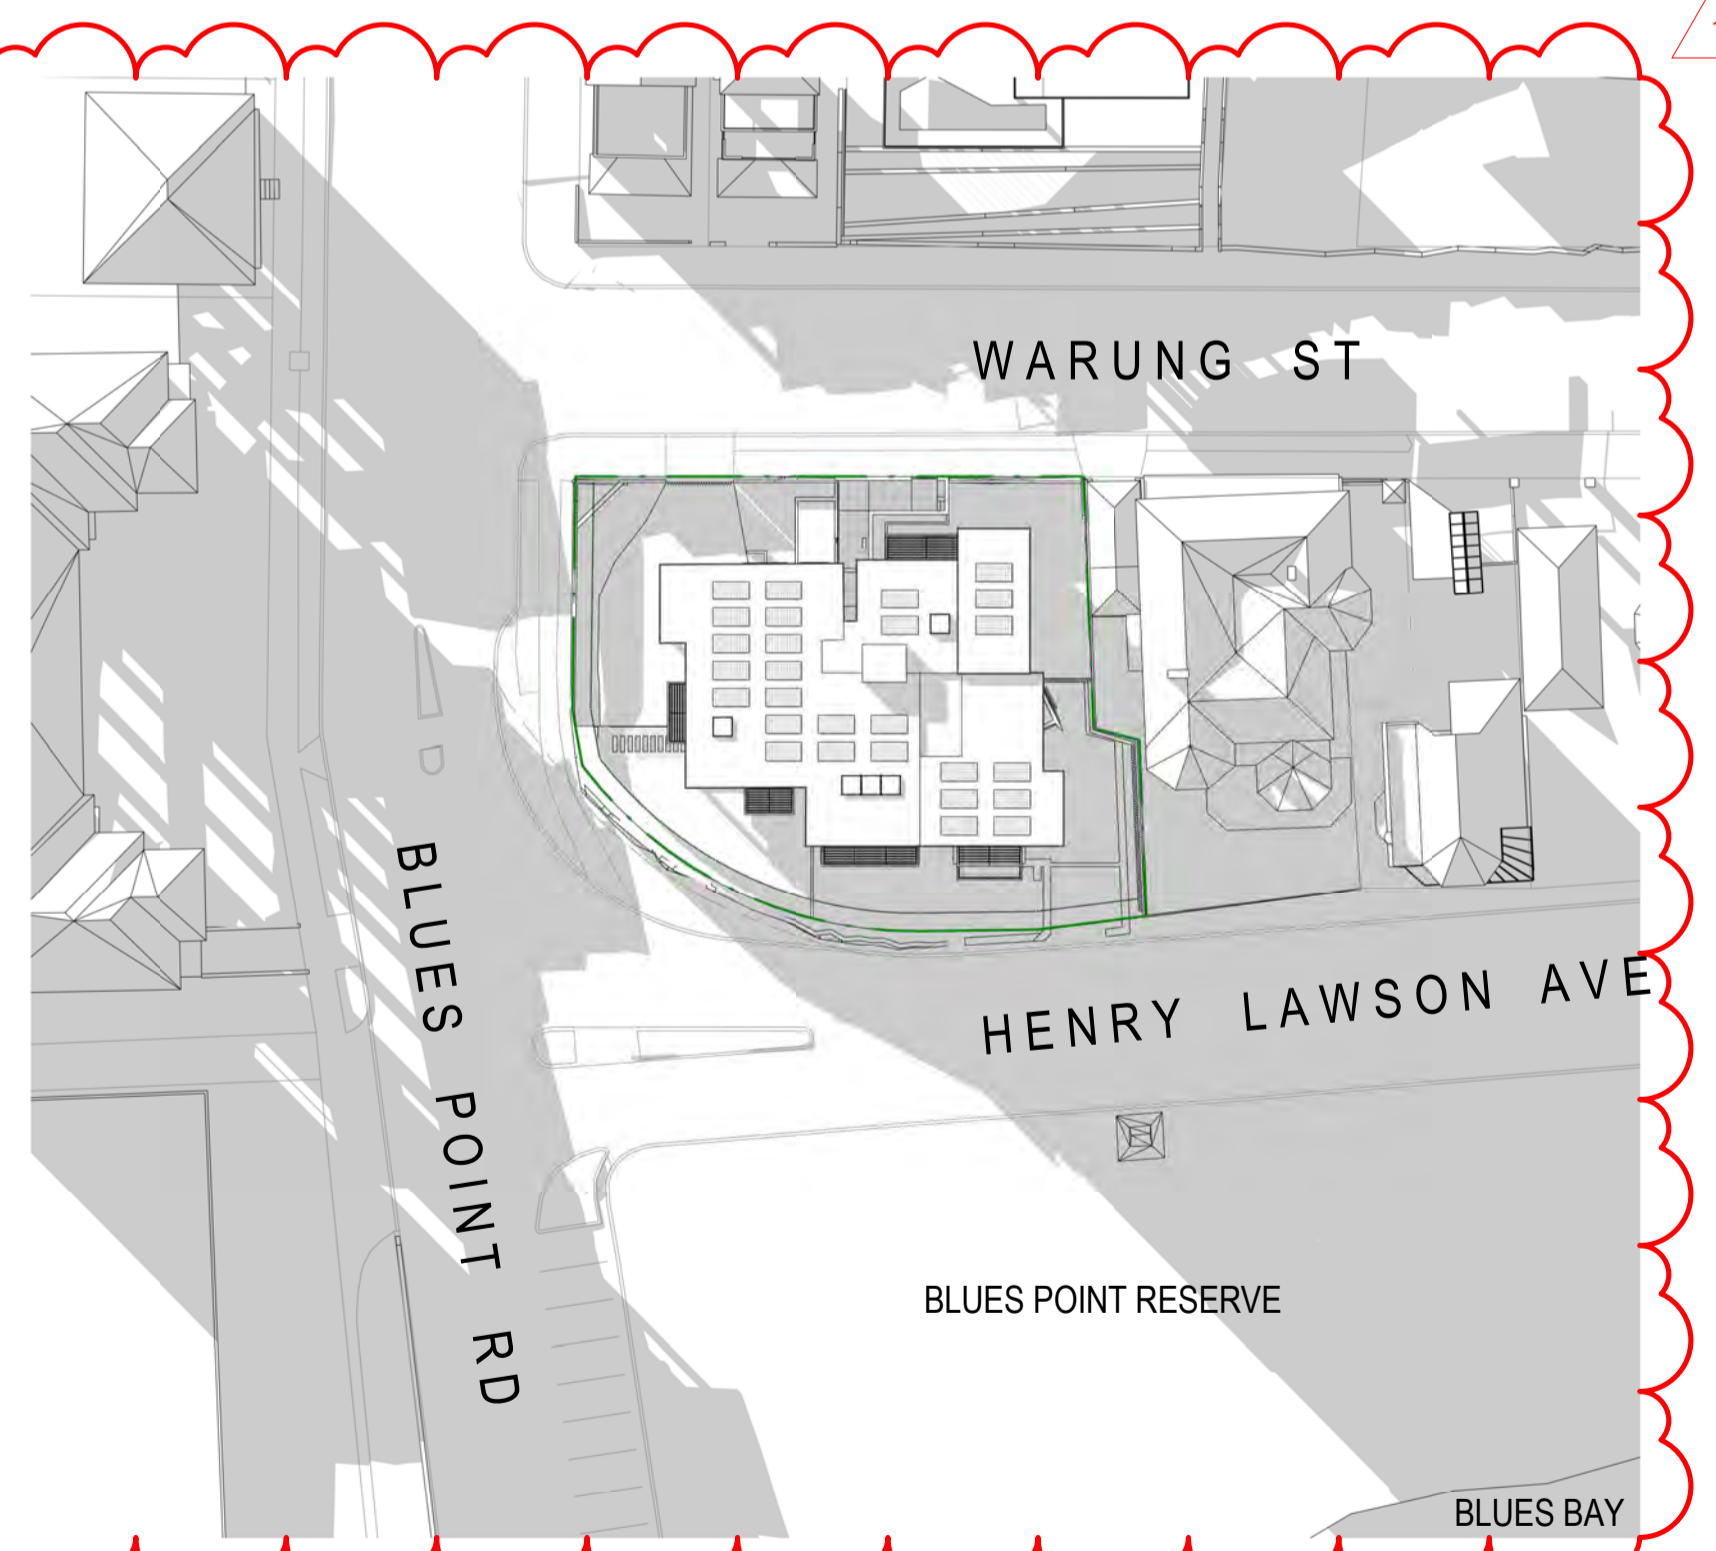 WARUNG ST
BLUES POINT RD
HENRY LAWSON AVE
BLUES POINT RESERVE
BLUES BAY